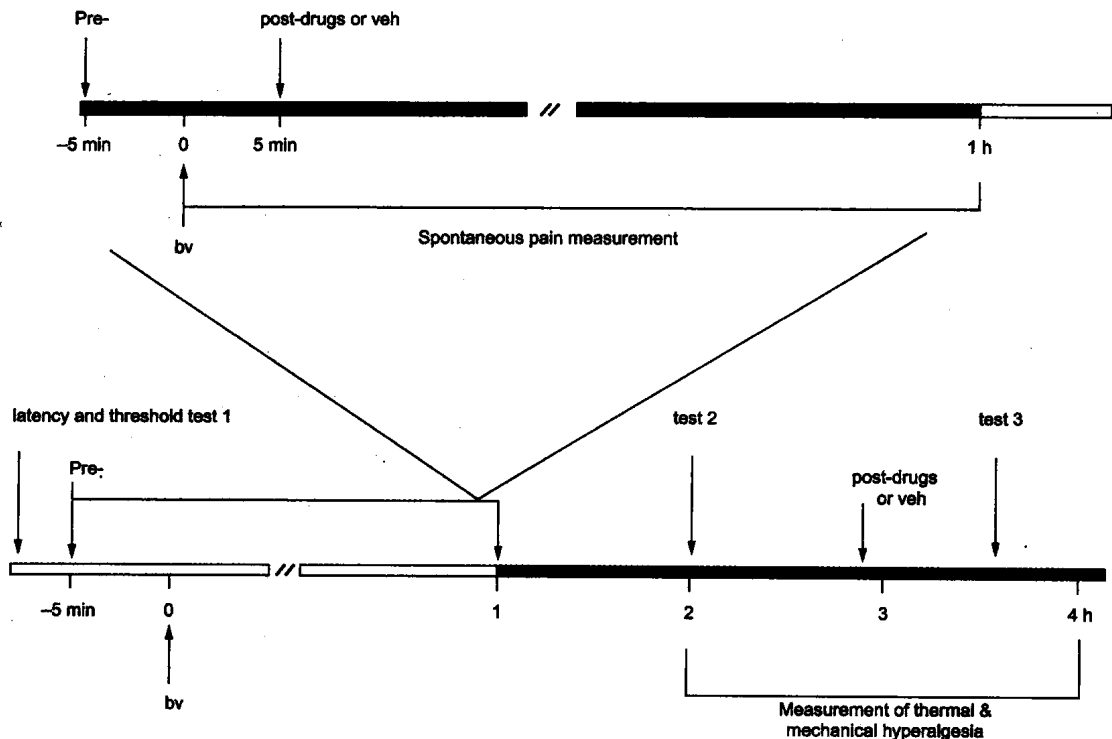 Pre-
post-drugs or veh
–5 min
0
5 min
1 h
bv
Spontaneous pain measurement
latency and threshold test 1
Pre-
test 2
test 3
post-drugs
or veh
–5 min
0
1
2
3
4 h
bv
Measurement of thermal &
mechanical hyperalgesia